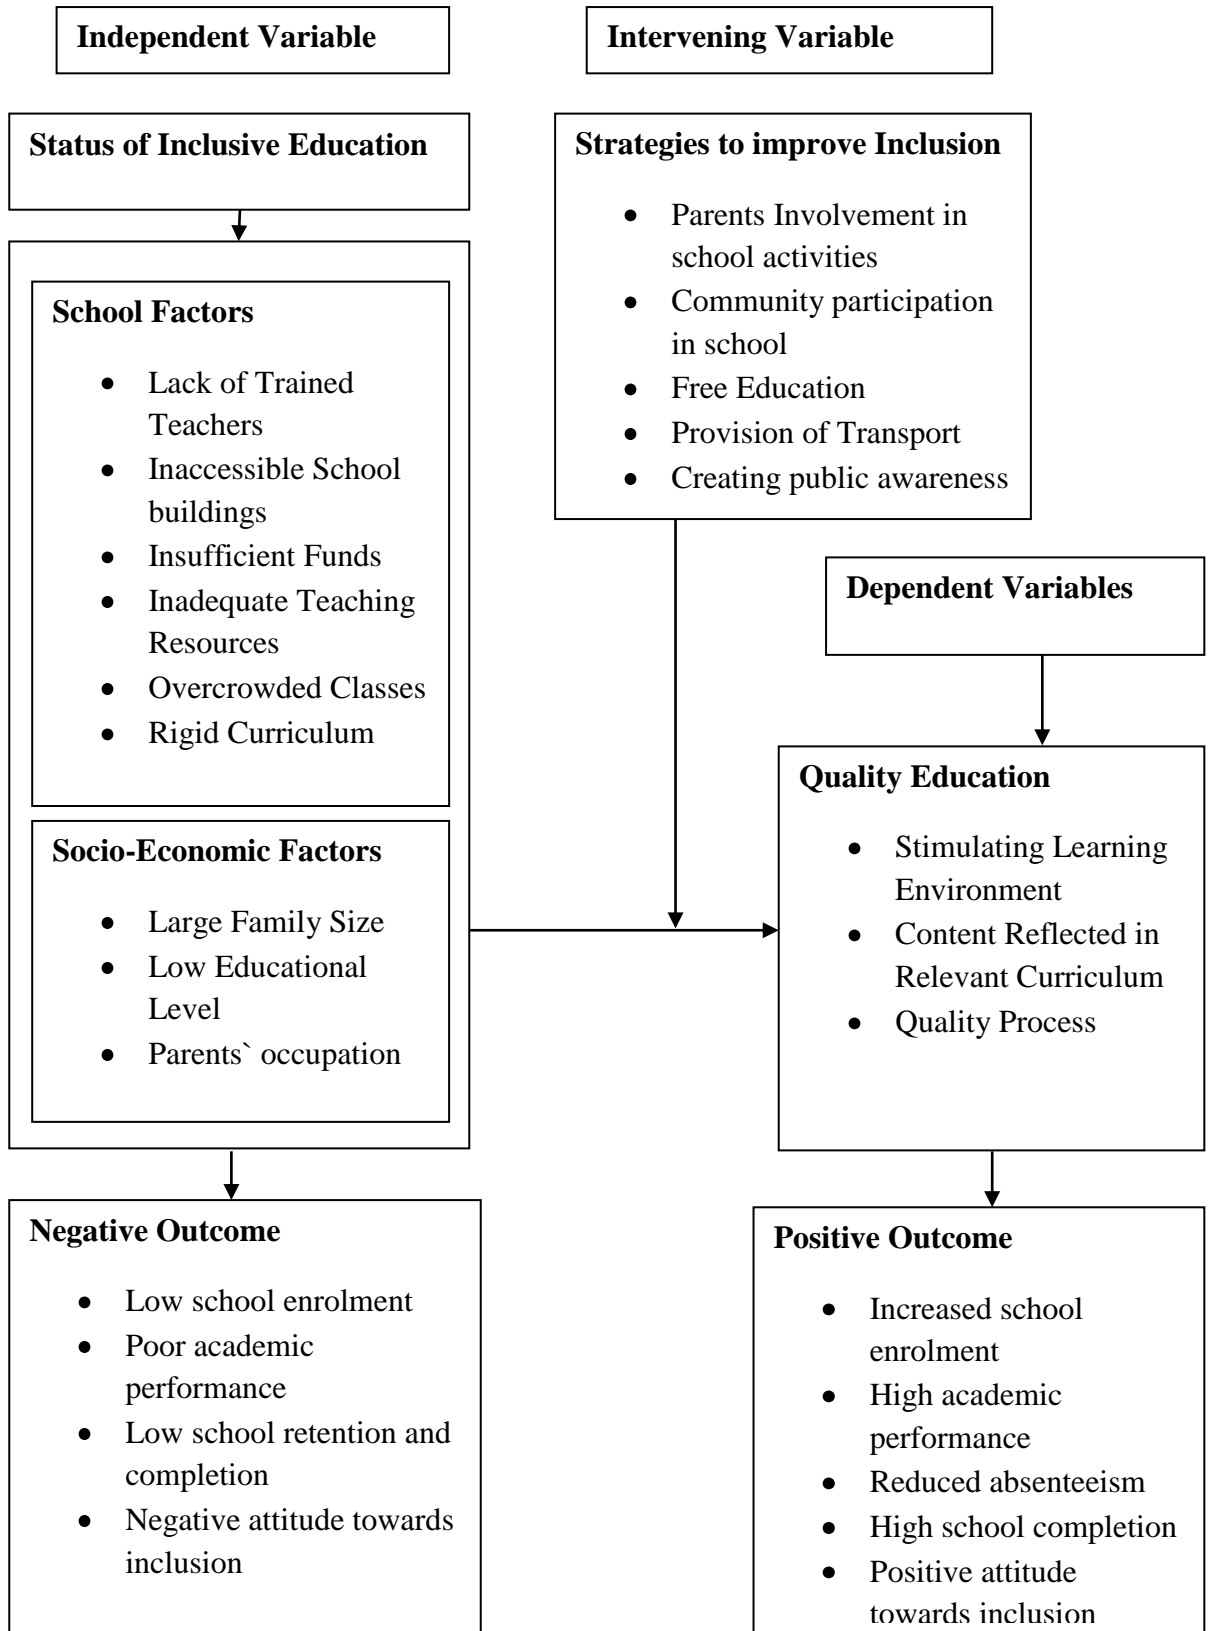 Independent Variable
Intervening Variable
Status of Inclusive Education
School Factors
• Lack of Trained
Teachers
• Inaccessible School
buildings
• Insufficient Funds
• Inadequate Teaching
Resources
• Overcrowded Classes
• Rigid Curriculum
Socio-Economic Factors
• Large Family Size
• Low Educational
Level
• Parents` occupation
Negative Outcome
• Low school enrolment
• Poor academic
performance
• Low school retention and
completion
• Negative attitude towards
inclusion
Strategies to improve Inclusion
• Parents Involvement in
school activities
• Community participation
in school
• Free Education
• Provision of Transport
• Creating public awareness
Dependent Variables
Quality Education
• Stimulating Learning
Environment
• Content Reflected in
Relevant Curriculum
• Quality Process
Positive Outcome
• Increased school
enrolment
• High academic
performance
• Reduced absenteeism
• High school completion
• Positive attitude
towards inclusion